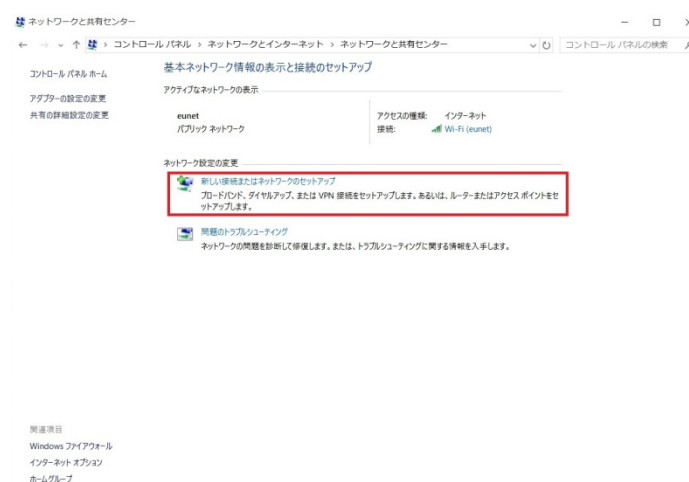 ネットワークと共有センター
コントロール パネル › ネットワークとインターネット › ネットワークと共有センター
コントロール パネルの検索
コントロール パネル ホーム
アダプターの設定の変更
共有の詳細設定の変更
基本ネットワーク情報の表示と接続のセットアップ
アクティブなネットワークの表示
eunet
パブリック ネットワーク
アクセスの種類: インターネット
接続: Wi-Fi (eunet)
ネットワーク設定の変更
新しい接続またはネットワークのセットアップ
ブロードバンド、ダイヤルアップ、または VPN 接続をセットアップします。あるいは、ルーターまたはアクセス ポイントをセ
ットアップします。
問題のトラブルシューティング
ネットワークの問題を診断して修復します。または、トラブルシューティングに関する情報を入手します。
関連項目
Windows ファイアウォール
インターネット オプション
ホームグループ